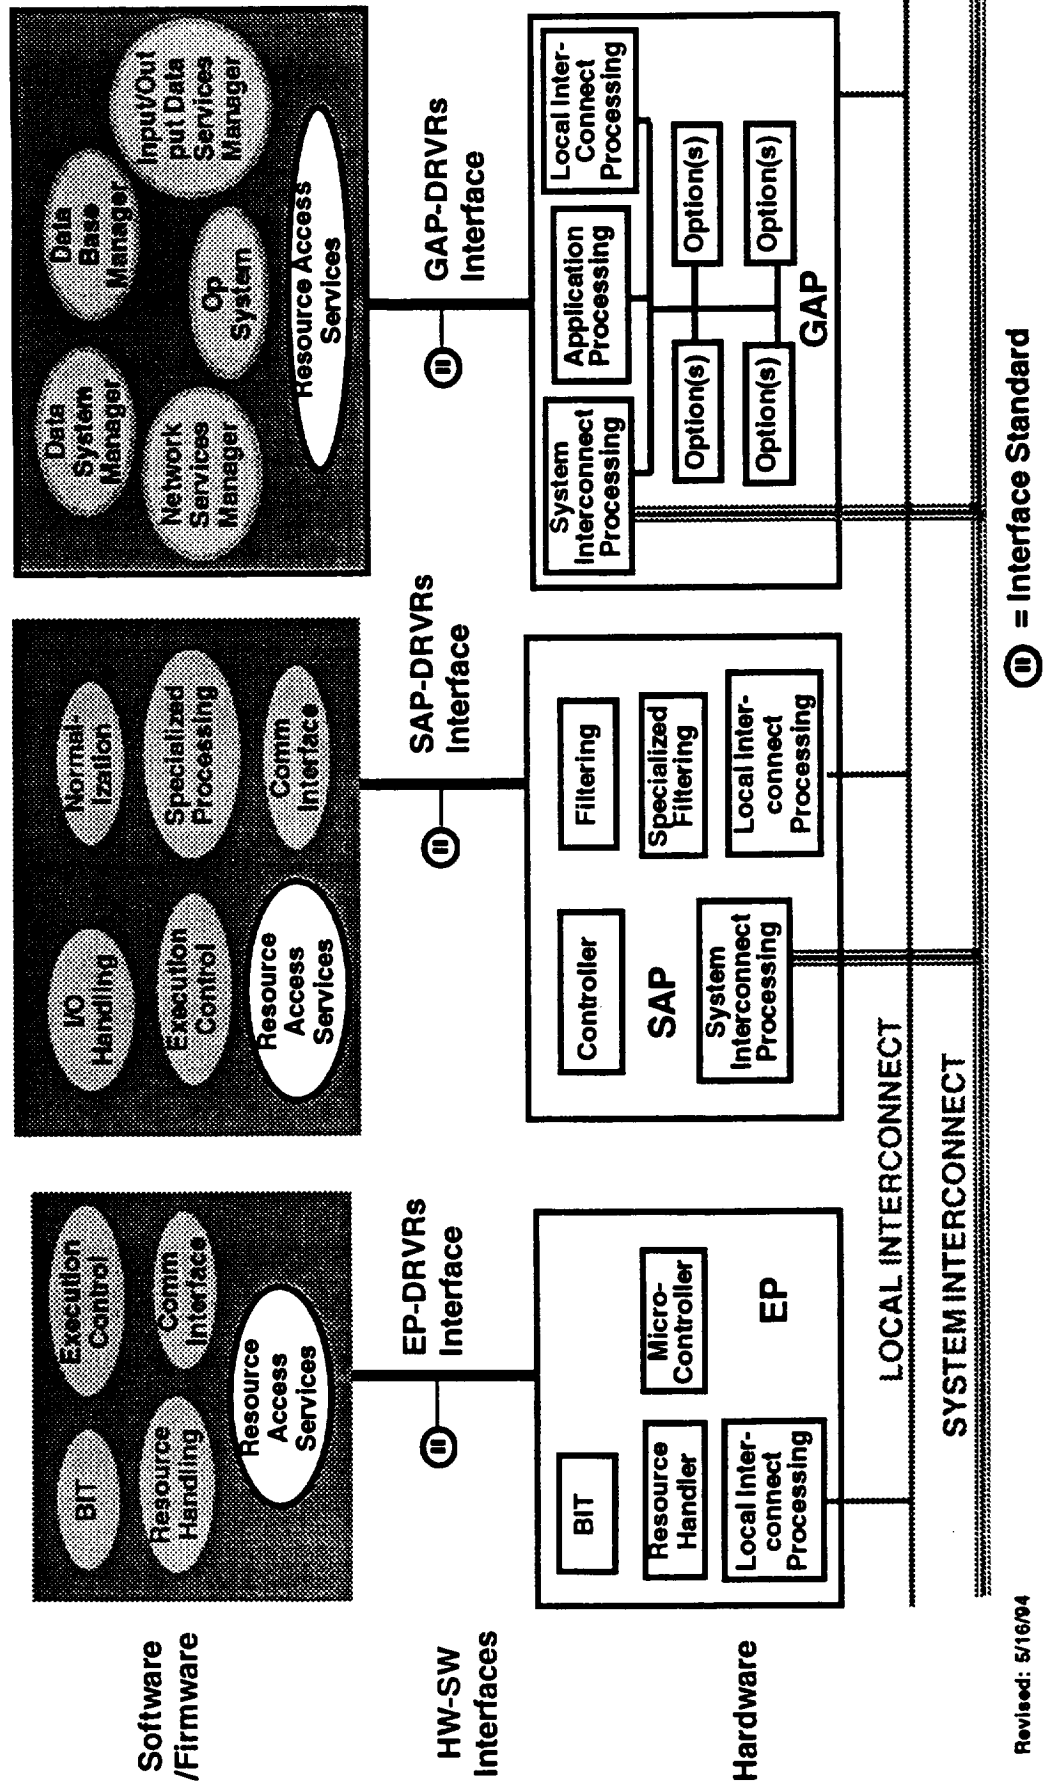 Software
/Firmware
BIT
Execution
Control
Resource
Handling
Comm
Interface
Resource
Access
Services
I/O
Handling
Normal-
ization
Execution
Control
Specialized
Processing
Resource
Access
Services
Comm
Interface
Data
System
Manager
Data
Base
Manager
Input/Out
put Data
Services
Manager
Network
Services
Manager
Op
System
Resource Access
Services
HW-SW
Interfaces
EP-DRVRs
Interface
SAP-DRVRs
Interface
GAP-DRVRs
Interface
Hardware
BIT
Resource
Handler
Micro-
Controller
Local Inter-
connect
Processing
EP
Controller
Filtering
SAP
Specialized
Filtering
System
Interconnect
Processing
Local Inter-
connect
Processing
System
Interconnect
Processing
Application
Processing
Local Inter-
Connect
Processing
Option(s)
Option(s)
Option(s)
Option(s)
GAP
LOCAL INTERCONNECT
SYSTEM INTERCONNECT
= Interface Standard
Revised: 5/16/94